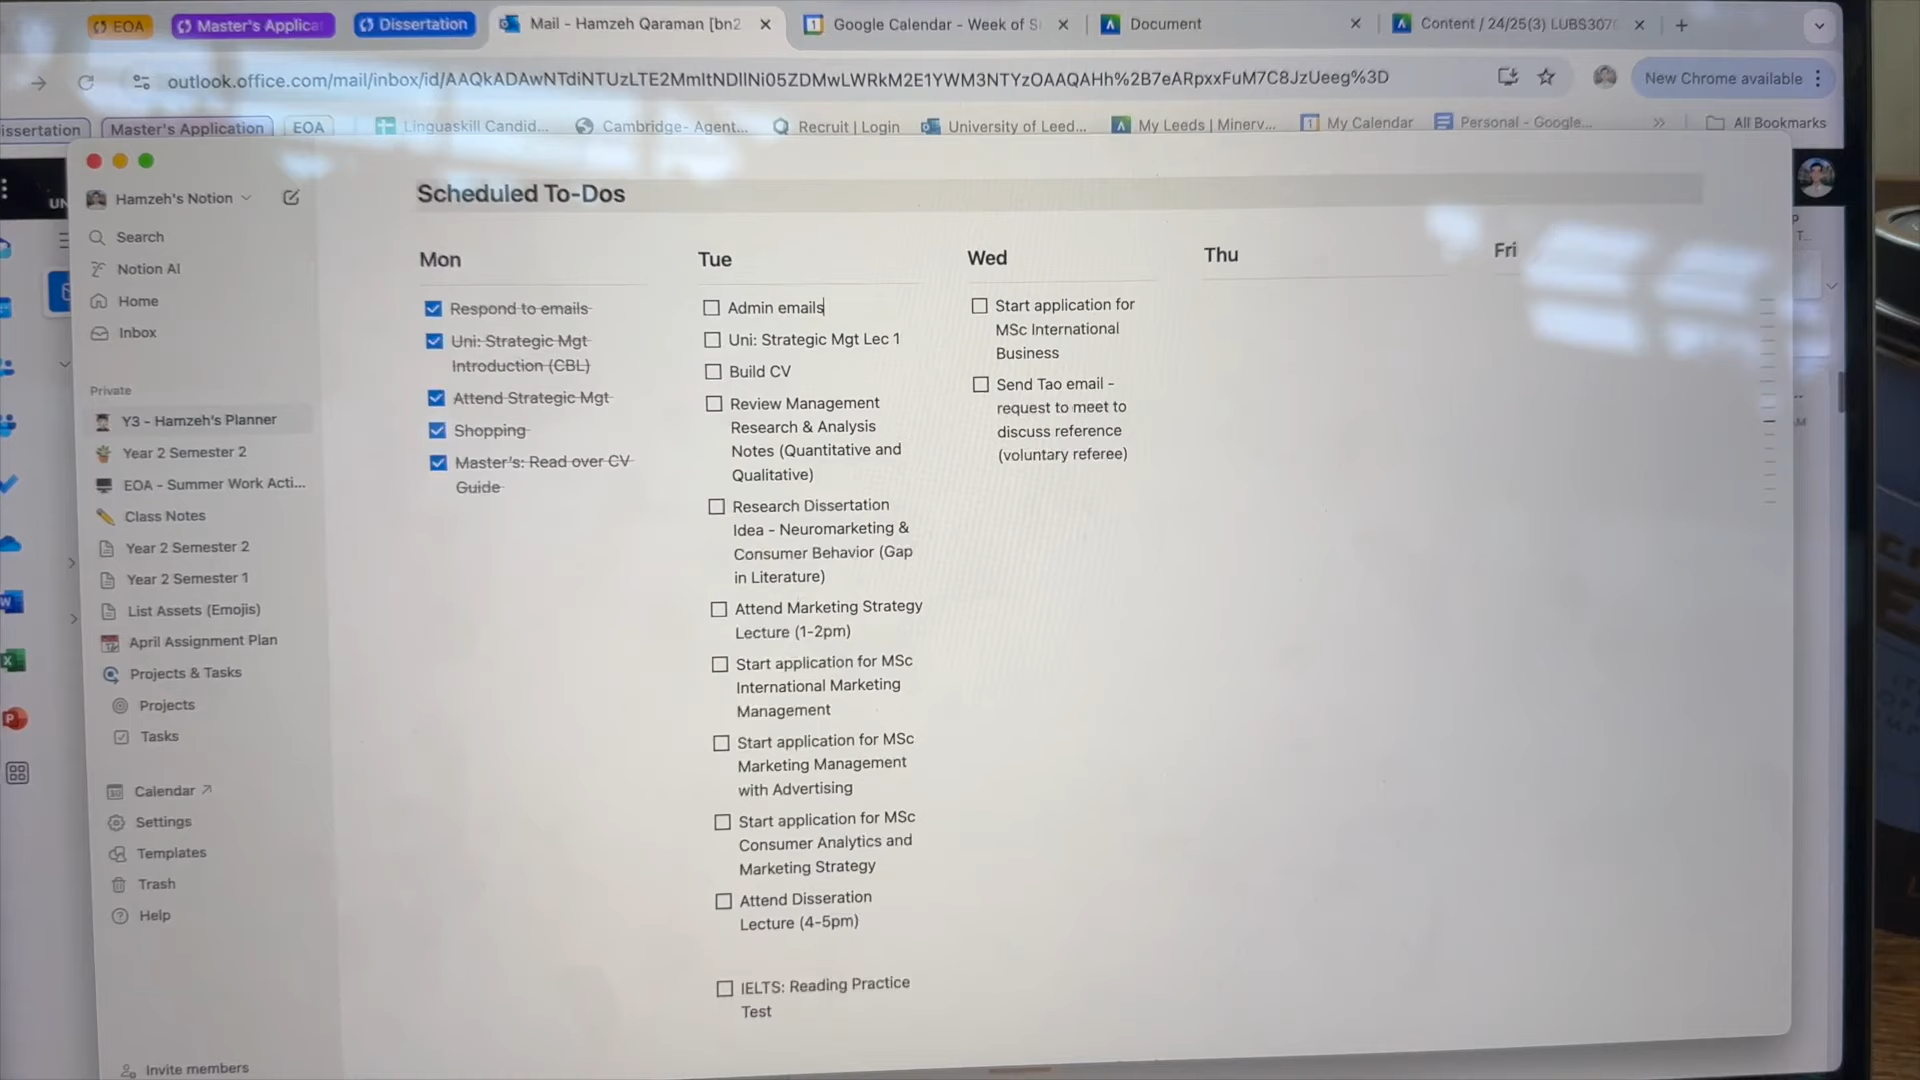 EOA
Master's Applica
Dissertation
Mail - Hamzeh Qaraman [bn2
Google Calendar - Week of S
Document
Content / 24/25(3) LUBS307
outlook.office.com/mail/inbox/id/AAQkADAwNTdiNTUzLTE2MmItNDllNi05ZDMwLWRkM2E1YWM3NTYzOAAQAHh%2B7eARpxxFuM7C8JzUeeg%3D
New Chrome available
issertation
Master's Application
EOA
Linguaskill Candid...
Cambridge- Agent...
Recruit | Login
University of Leed...
My Leeds | Minerv...
My Calendar
Personal - Google...
All Bookmarks
UN
Hamzeh's Notion
Search
Notion AI
Home
Inbox
Private
Y3 - Hamzeh's Planner
Year 2 Semester 2
EOA - Summer Work Acti...
Class Notes
Year 2 Semester 2
Year 2 Semester 1
List Assets (Emojis)
April Assignment Plan
Projects & Tasks
Projects
Tasks
Calendar
Settings
Templates
Trash
Help
Invite members
Scheduled To-Dos
Mon
Respond to emails
Uni: Strategic Mgt
Introduction (CBL)
Attend Strategic Mgt
Shopping
Master's: Read over CV
Guide
Tue
Admin emails
Uni: Strategic Mgt Lec 1
Build CV
Review Management
Research & Analysis
Notes (Quantitative and
Qualitative)
Research Dissertation
Idea - Neuromarketing &
Consumer Behavior (Gap
in Literature)
Attend Marketing Strategy
Lecture (1-2pm)
Start application for MSc
International Marketing
Management
Start application for MSc
Marketing Management
with Advertising
Start application for MSc
Consumer Analytics and
Marketing Strategy
Attend Disseration
Lecture (4-5pm)
IELTS: Reading Practice
Test
Wed
Start application for
MSc International
Business
Send Tao email -
request to meet to
discuss reference
(voluntary referee)
Thu
Fri